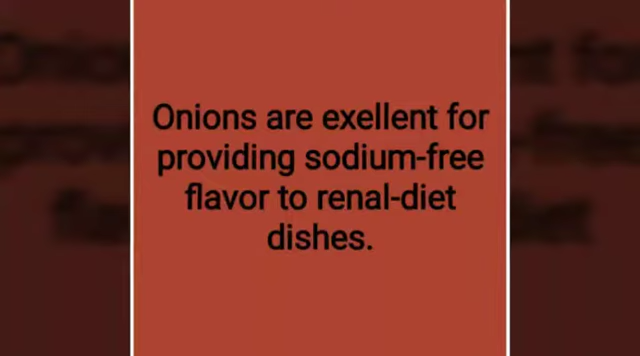 Onions are exellent for
providing sodium-free
flavor to renal-diet
dishes.